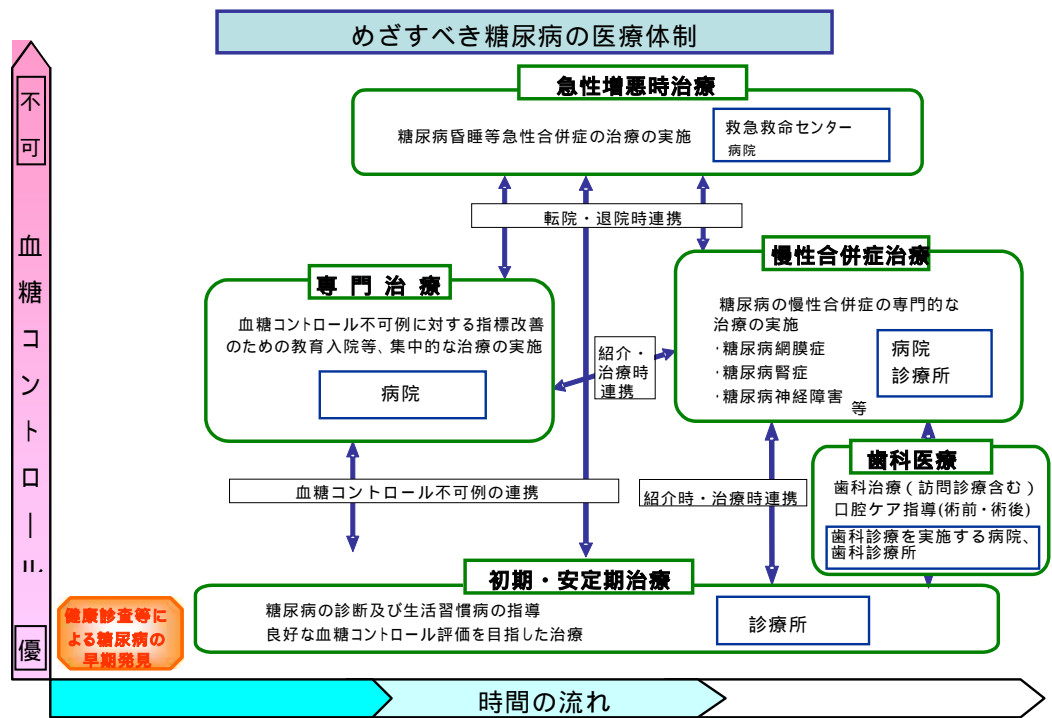 めざすべき糖尿病の医療体制
不可
血糖コントロール
優
急性増悪時治療
糖尿病昏睡等急性合併症の治療の実施
救急救命センター
病院
転院・退院時連携
専門治療
血糖コントロール不可例に対する指標改善
のための教育入院等、集中的な治療の実施
病院
紹介・
治療時
連携
慢性合併症治療
糖尿病の慢性合併症の専門的な
治療の実施
・糖尿病網膜症
・糖尿病腎症
・糖尿病神経障害
等
病院
診療所
血糖コントロール不可例の連携
紹介時・治療時連携
歯科医療
歯科治療(訪問診療含む)
口腔ケア指導(術前・術後)
歯科診療を実施する病院、
歯科診療所
初期・安定期治療
糖尿病の診断及び生活習慣病の指導
良好な血糖コントロール評価を目指した治療
診療所
健康診査等に
よる糖尿病の
早期発見
時間の流れ